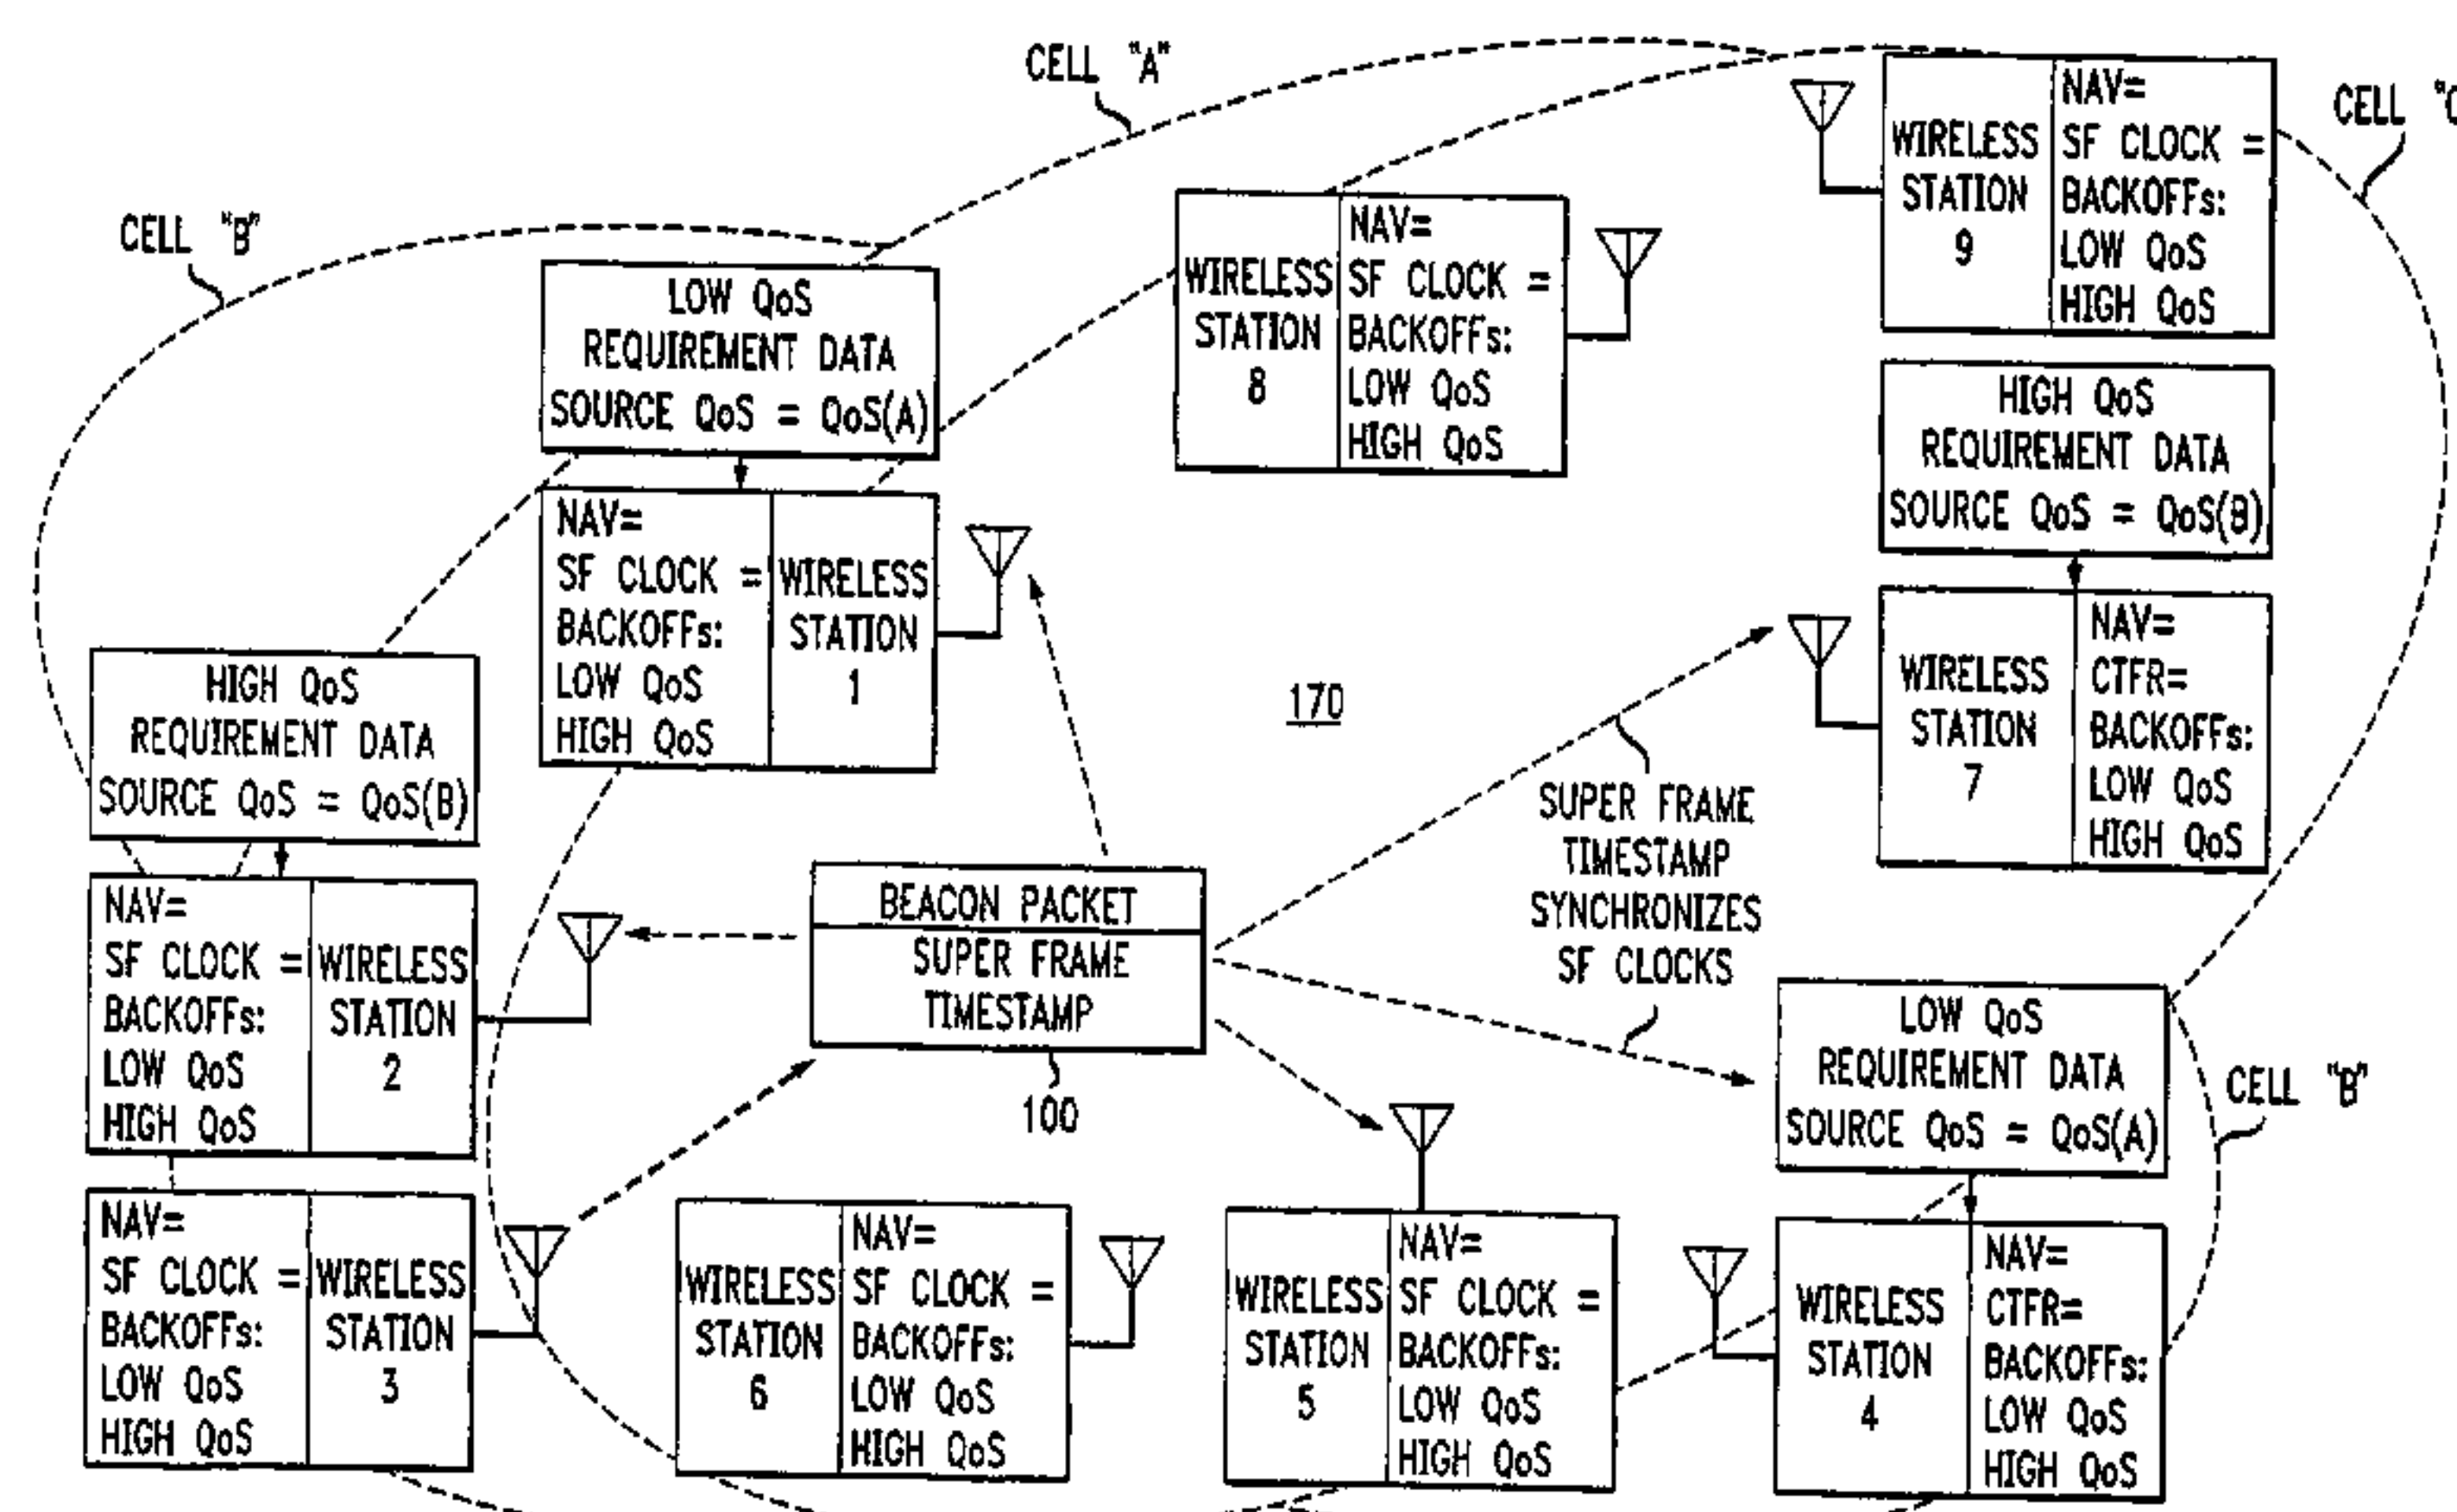 CELL "A"
CELL "B"
LOW QoS
REQUIREMENT DATA
SOURCE QoS = QoS(A)
NAV=
SF CLOCK =
BACKOFFs:
LOW QoS
HIGH QoS
WIRELESS
STATION
1
WIRELESS
STATION
8
NAV=
SF CLOCK =
BACKOFFs:
LOW QoS
HIGH QoS
WIRELESS
STATION
9
NAV=
SF CLOCK =
BACKOFFs:
LOW QoS
HIGH QoS
CELL
HIGH QoS
REQUIREMENT DATA
SOURCE QoS = QoS(B)
WIRELESS
STATION
7
NAV=
CTFR=
BACKOFFs:
LOW QoS
HIGH QoS
HIGH QoS
REQUIREMENT DATA
SOURCE QoS = QoS(B)
NAV=
SF CLOCK =
BACKOFFs:
LOW QoS
HIGH QoS
WIRELESS
STATION
2
170
SUPER FRAME
TIMESTAMP
SYNCHRONIZES
SF CLOCKS
BEACON PACKET
SUPER FRAME
TIMESTAMP
100
LOW QoS
REQUIREMENT DATA
SOURCE QoS = QoS(A)
CELL "B"
NAV=
SF CLOCK =
BACKOFFs:
LOW QoS
HIGH QoS
WIRELESS
STATION
3
WIRELESS
STATION
6
NAV=
SF CLOCK =
BACKOFFs:
LOW QoS
HIGH QoS
WIRELESS
STATION
5
NAV=
SF CLOCK =
BACKOFFs:
LOW QoS
HIGH QoS
WIRELESS
STATION
4
NAV=
CTFR=
BACKOFFs:
LOW QoS
HIGH QoS